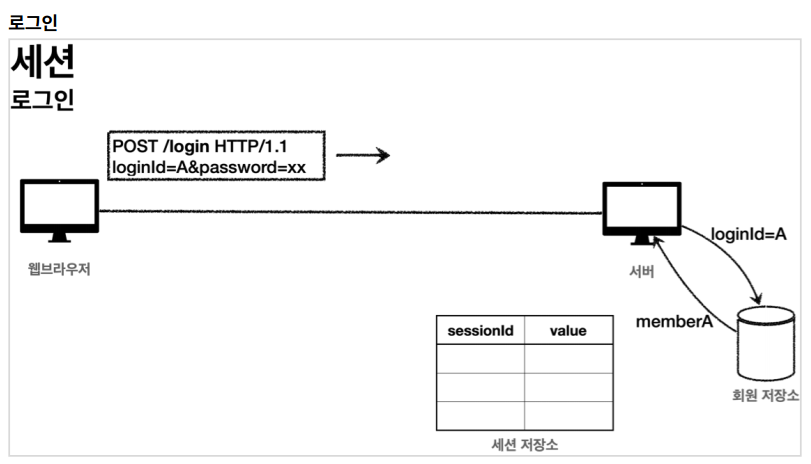 로그인
세션
로그인
POST /login HTTP/1.1
loginId=A&password=xx
웹브라우저
서버
loginId=A
memberA
회원 저장소
sessionId value
세션 저장소